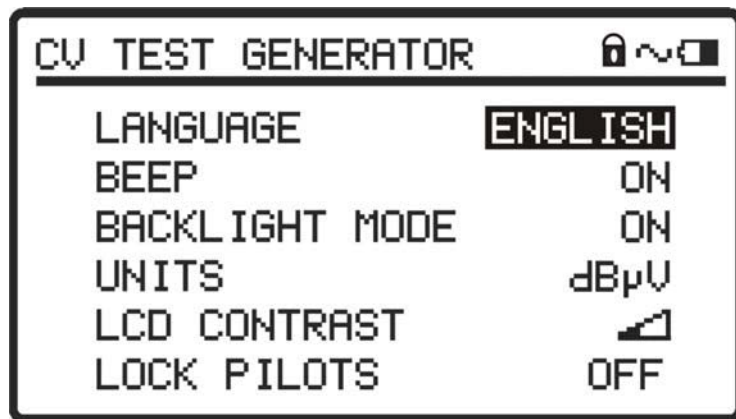 CV TEST GENERATOR
LANGUAGE ENGLISH
BEEP ON
BACKLIGHT MODE ON
UNITS dBµV
LCD CONTRAST
LOCK PILOTS OFF